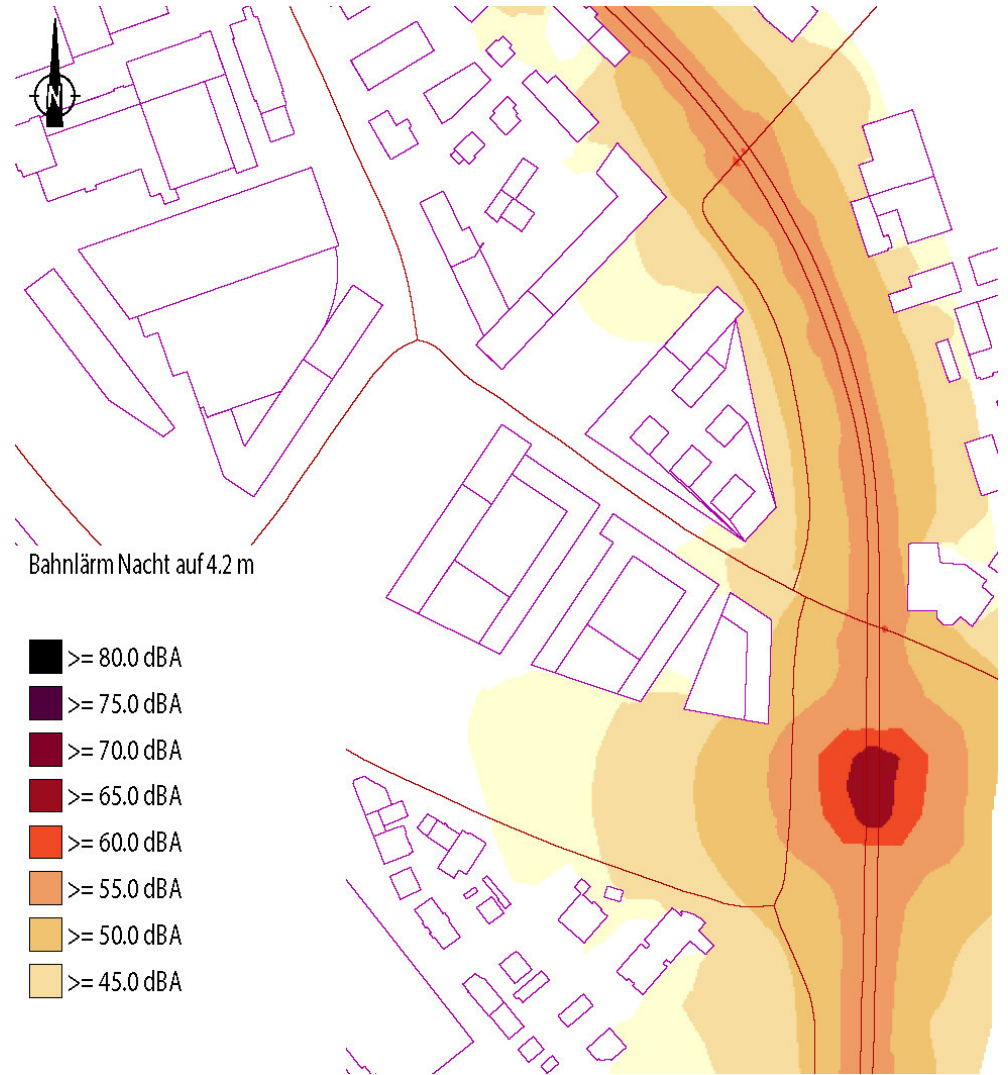 N
Bahnlärm Nacht auf 4.2 m
>= 80.0 dBA
>= 75.0 dBA
>= 70.0 dBA
>= 65.0 dBA
>= 60.0 dBA
>= 55.0 dBA
>= 50.0 dBA
>= 45.0 dBA